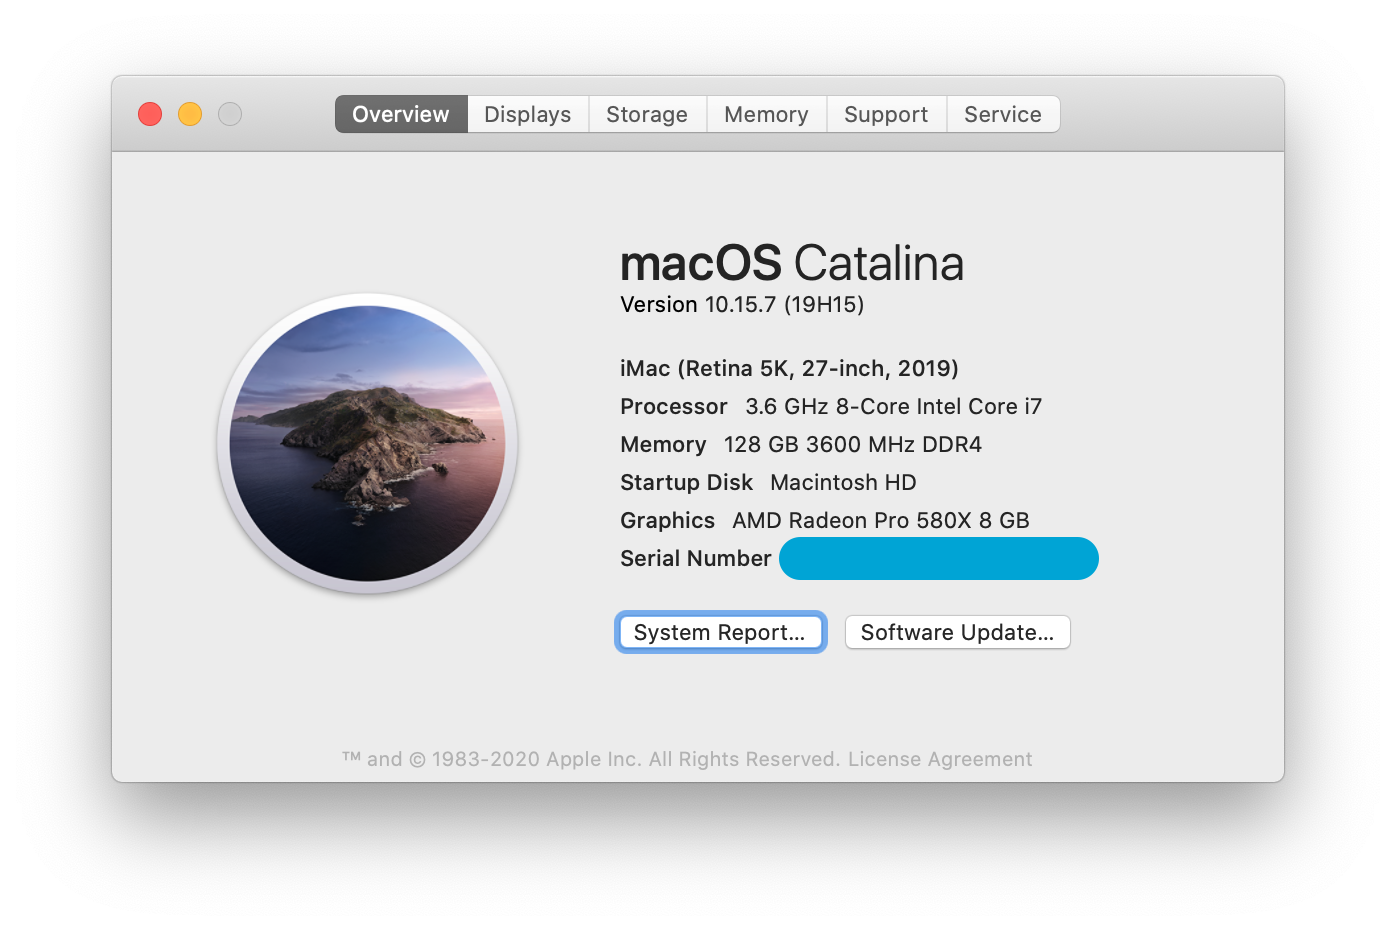 Overview Displays Storage Memory Support Service
macOS Catalina
Version 10.15.7 (19H15)
iMac (Retina 5K, 27-inch, 2019)
Processor 3.6 GHz 8-Core Intel Core i7
Memory 128 GB 3600 MHz DDR4
Startup Disk Macintosh HD
Graphics AMD Radeon Pro 580X 8 GB
Serial Number
System Report... Software Update...
™ and © 1983-2020 Apple Inc. All Rights Reserved. License Agreement